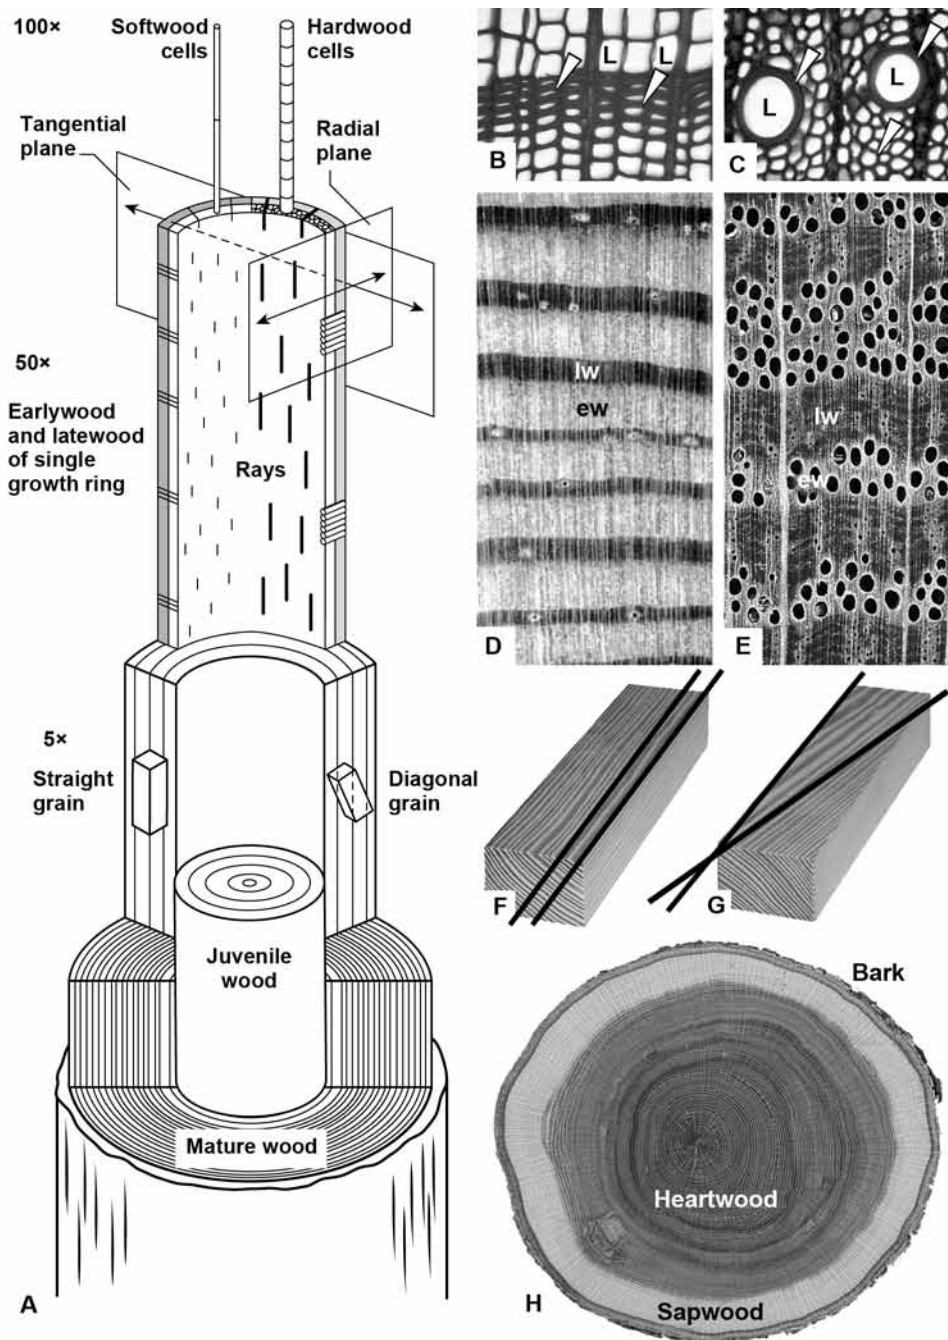 100×
Softwood
cells
Hardwood
cells
Tangential
plane
Radial
plane
50×
Earlywood
and latewood
of single
growth ring
Rays
5×
Straight
grain
Diagonal
grain
Juvenile
wood
Mature wood
A
L
L
B
L
L
C
lw
ew
D
lw
ew
E
F
G
Bark
Heartwood
Sapwood
H